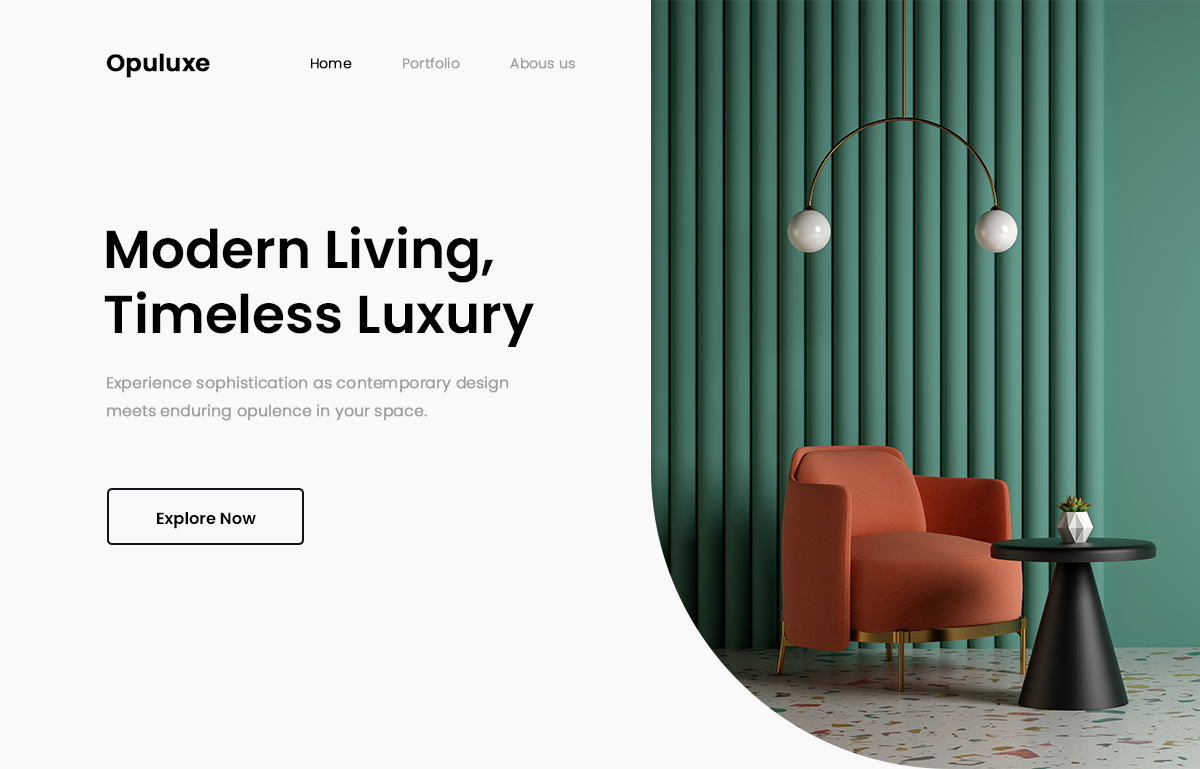 Opuluxe
Home Portfolio Abous us
Modern Living,
Timeless Luxury
Experience sophistication as contemporary design
meets enduring opulence in your space.
Explore Now